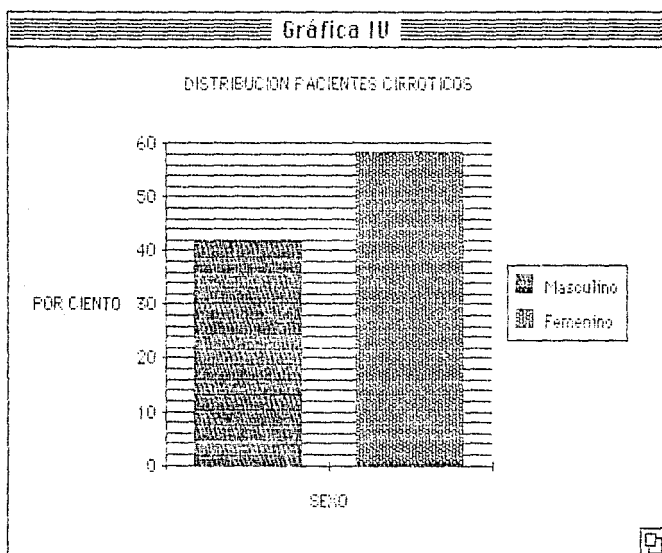 Gráfica IV
DISTRIBUCION PACIENTES CIRROTICOS
60
50
40
30
20
10
0
POR CIENTO
Masculino
Femenino
SEXO